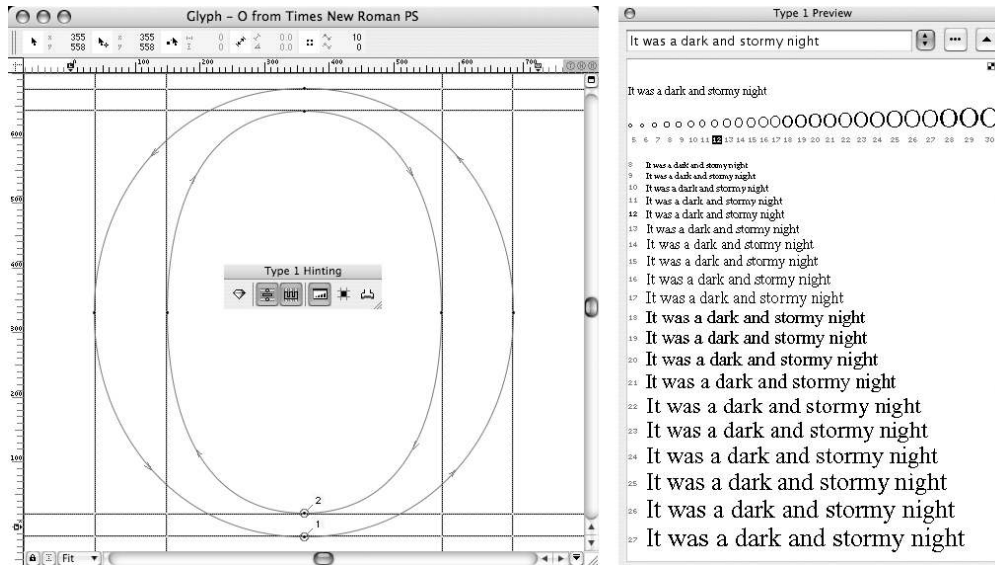 Glyph - O from Times New Roman PS
x 355 x 355 0 0.0 10
y 558 y 558 0 0.0 0
0 100 200 300 400 500 600 700
600
500
400
300
200
100
0
Type 1 Hinting
2
1
Fit
Type 1 Preview
It was a dark and stormy night
It was a dark and stormy night
O O O O O O O O O O O O O O O O O O O O O O O O O O
5 6 7 8 9 10 11 12 13 14 15 16 17 18 19 20 21 22 23 24 25 26 27 28 29 30
8 It was a dark and stormy night
9 It was a dark and stormy night
10 It was a dark and stormy night
11 It was a dark and stormy night
12 It was a dark and stormy night
13 It was a dark and stormy night
14 It was a dark and stormy night
15 It was a dark and stormy night
16 It was a dark and stormy night
17 It was a dark and stormy night
18 It was a dark and stormy night
19 It was a dark and stormy night
20 It was a dark and stormy night
21 It was a dark and stormy night
22 It was a dark and stormy night
23 It was a dark and stormy night
24 It was a dark and stormy night
25 It was a dark and stormy night
26 It was a dark and stormy night
27 It was a dark and stormy night